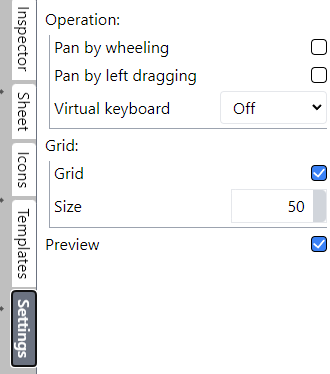 Inspector
Sheet
Icons
Templates
Settings
Operation:
Pan by wheeling
Pan by left dragging
Virtual keyboard Off
Grid:
Grid
Size 50
Preview